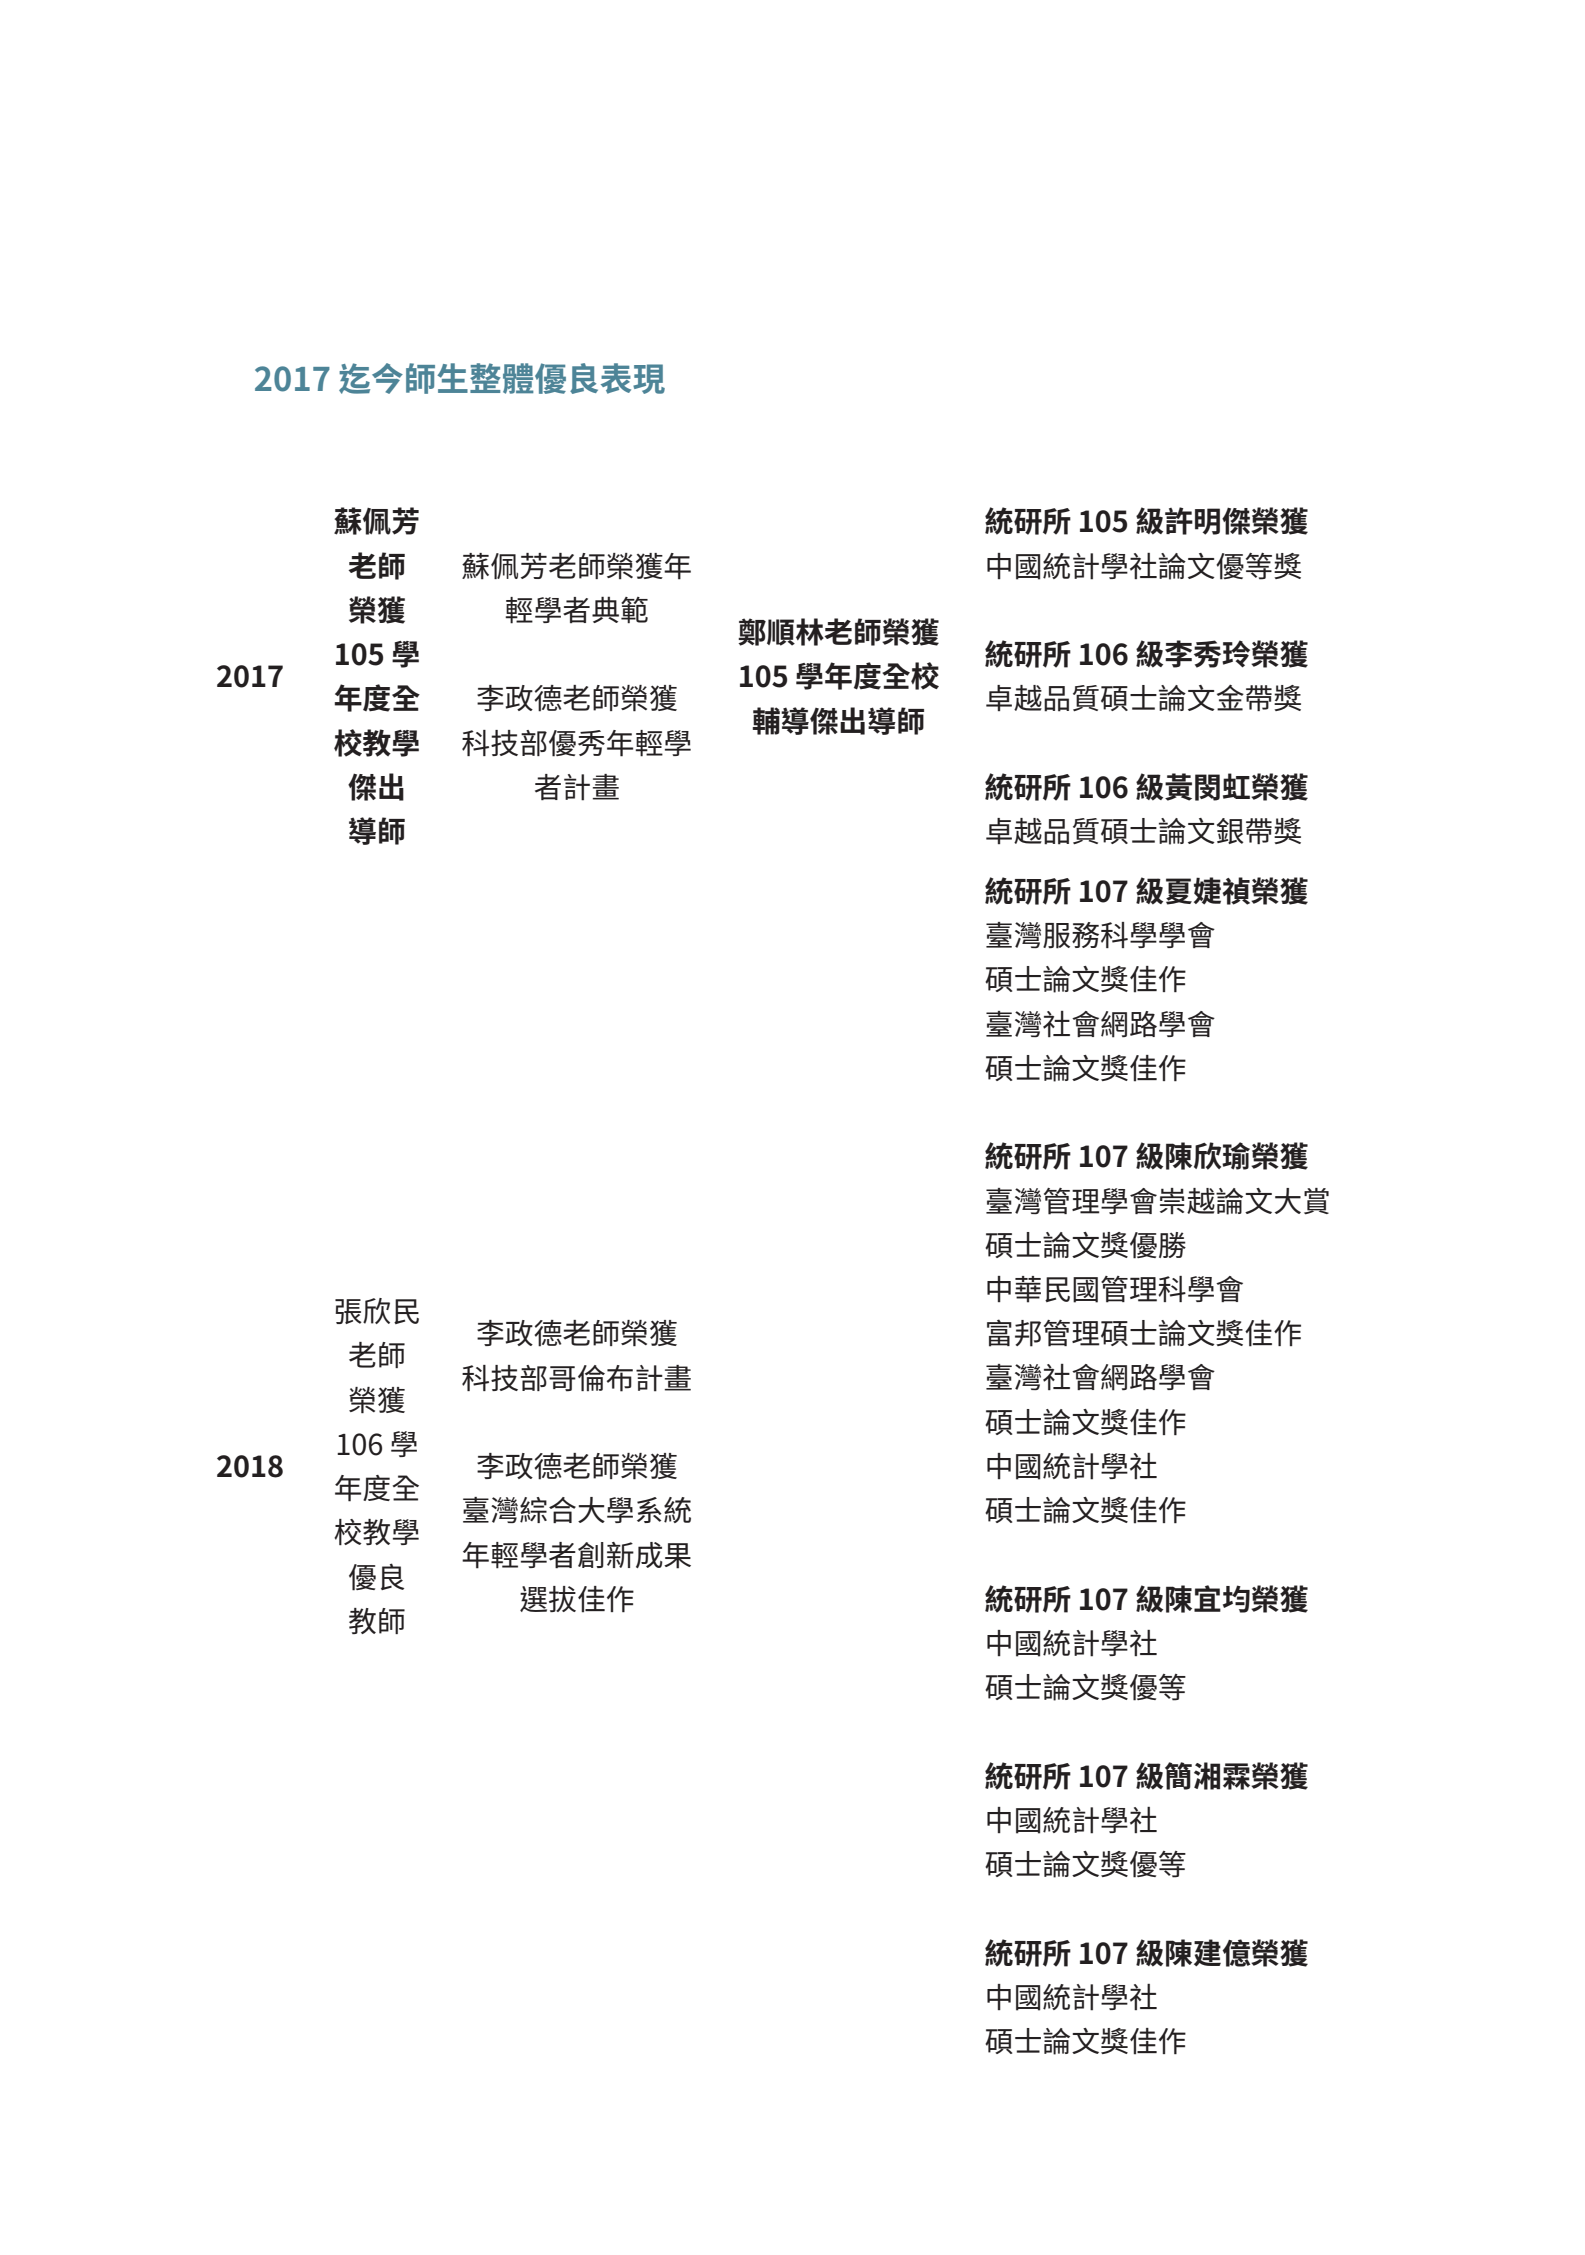 2017 迄今師生整體優良表現
2017
蘇佩芳
老師
榮獲
105 學
年度全
校教學
傑出
導師
蘇佩芳老師榮獲年
輕學者典範
李政德老師榮獲
科技部優秀年輕學
者計畫
鄭順林老師榮獲
105 學年度全校
輔導傑出導師
統研所 105 級許明傑榮獲
中國統計學社論文優等獎
統研所 106 級李秀玲榮獲
卓越品質碩士論文金帶獎
統研所 106 級黃閔虹榮獲
卓越品質碩士論文銀帶獎
2018
張欣民
老師
榮獲
106 學
年度全
校教學
優良
教師
李政德老師榮獲
科技部哥倫布計畫
李政德老師榮獲
臺灣綜合大學系統
年輕學者創新成果
選拔佳作
統研所 107 級夏婕禎榮獲
臺灣服務科學學會
碩士論文獎佳作
臺灣社會網路學會
碩士論文獎佳作
統研所 107 級陳欣瑜榮獲
臺灣管理學會崇越論文大賞
碩士論文獎優勝
中華民國管理科學會
富邦管理碩士論文獎佳作
臺灣社會網路學會
碩士論文獎佳作
中國統計學社
碩士論文獎佳作
統研所 107 級陳宜均榮獲
中國統計學社
碩士論文獎優等
統研所 107 級簡湘霖榮獲
中國統計學社
碩士論文獎優等
統研所 107 級陳建億榮獲
中國統計學社
碩士論文獎佳作